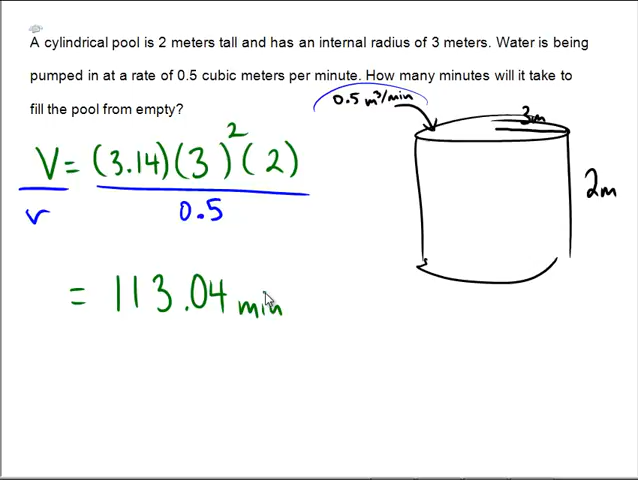 A cylindrical pool is 2 meters tall and has an internal radius of 3 meters. Water is being
pumped in at a rate of 0.5 cubic meters per minute. How many minutes will it take to
fill the pool from empty?
0.5 m³/min
3m
V = (3.14)(3)²(2)
r 0.5
2m
= 113.04 min